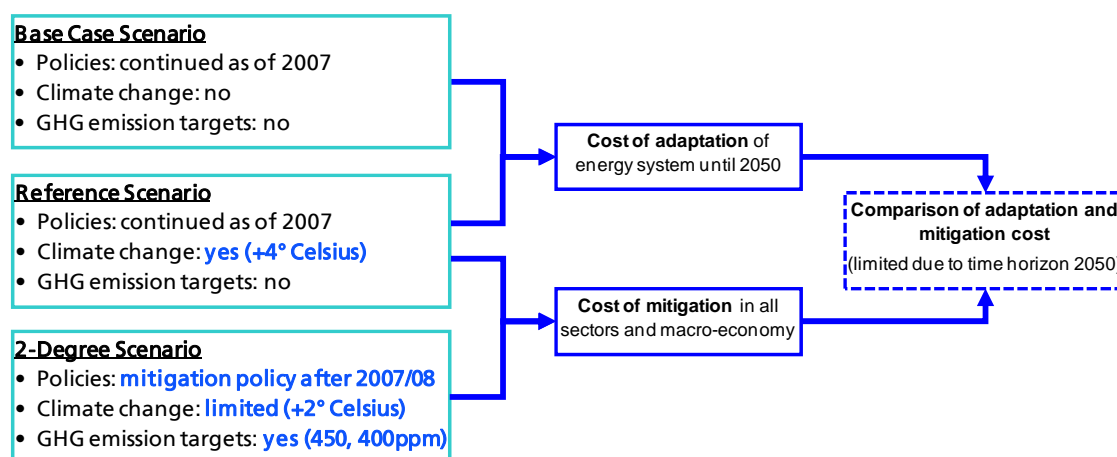 Base Case Scenario
• Policies: continued as of 2007
• Climate change: no
• GHG emission targets: no
Reference Scenario
• Policies: continued as of 2007
• Climate change: yes (+4° Celsius)
• GHG emission targets: no
2-Degree Scenario
• Policies: mitigation policy after 2007/08
• Climate change: limited (+2° Celsius)
• GHG emission targets: yes (450, 400ppm)
Cost of adaptation of
energy system until 2050
Cost of mitigation in all
sectors and macro-economy
Comparison of adaptation and
mitigation cost
(limited due to time horizon 2050)